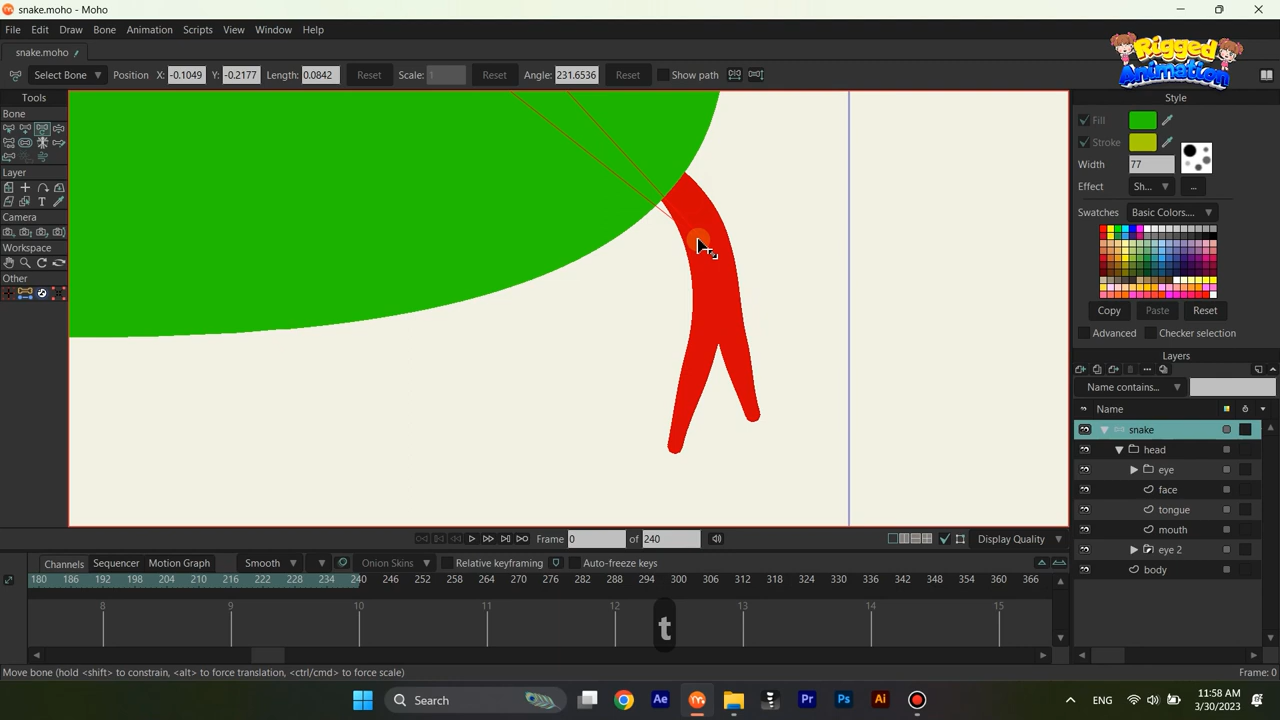 snake.moho - Moho
File Edit Draw Bone Animation Scripts View Window Help
snake.moho
Rigged Animation
Select Bone Position X: -0.1049 Y: -0.2177 Length: 0.0842 Reset Scale: 1 Reset Angle: 231.6536 Reset Show path
Tools
Bone
Layer
Camera
Workspace
Other
Style
Fill
Stroke
Width 77
Effect Sh... ...
Swatches Basic Colors....
Copy Paste Reset
Advanced Checker selection
Layers
Name contains...
Name
snake
head
eye
face
tongue
mouth
eye 2
body
Frame 0 of 240 Display Quality
Channels Sequencer Motion Graph Smooth Onion Skins Relative keyframing Auto-freeze keys
180 186 192 198 204 210 216 222 228 234 240 246 252 258 264 270 276 282 288 294 300 306 312 318 324 330 336 342 348 354 360 366
8 9 10 11 12 13 14 15
t
Move bone (hold <shift> to constrain, <alt> to force translation, <ctrl/cmd> to force scale) Frame: 0
Search Ae Pr Ps Ai ENG 11:58 AM
3/30/2023